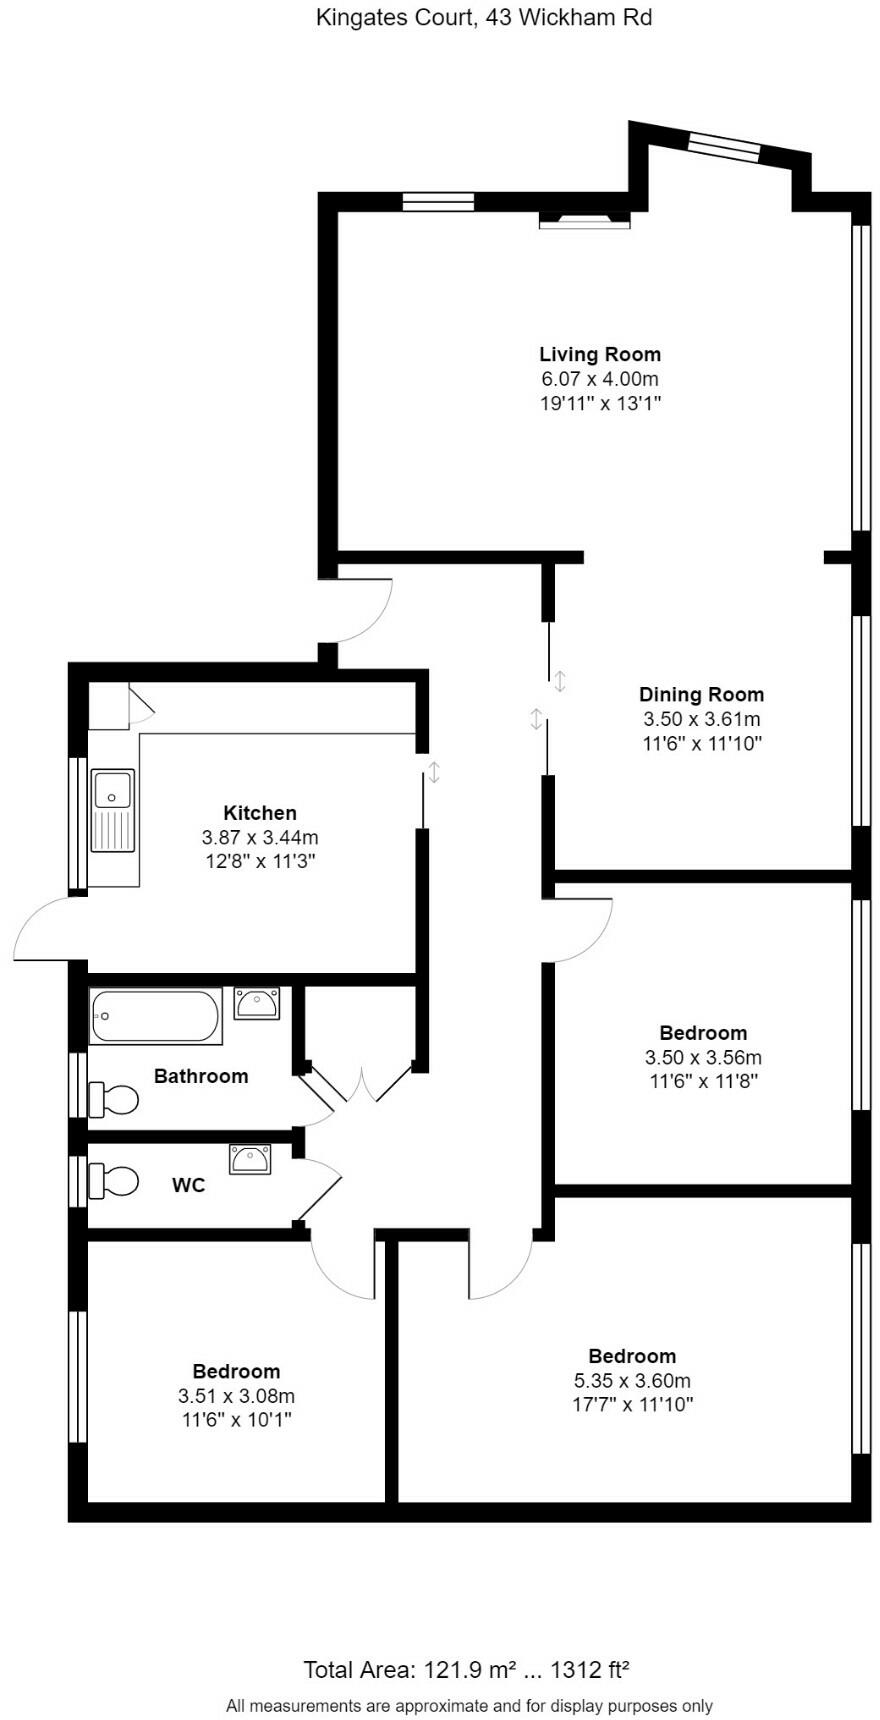 Kingates Court, 43 Wickham Rd
Living Room
6.07 x 4.00m
19'11" x 13'1"
Dining Room
3.50 x 3.61m
11'6" x 11'10"
Kitchen
3.87 x 3.44m
12'8" x 11'3"
Bedroom
3.50 x 3.56m
11'6" x 11'8"
Bathroom
WC
Bedroom
5.35 x 3.60m
17'7" x 11'10"
Bedroom
3.51 x 3.08m
11'6" x 10'1"
Total Area: 121.9 m² ... 1312 ft²
All measurements are approximate and for display purposes only